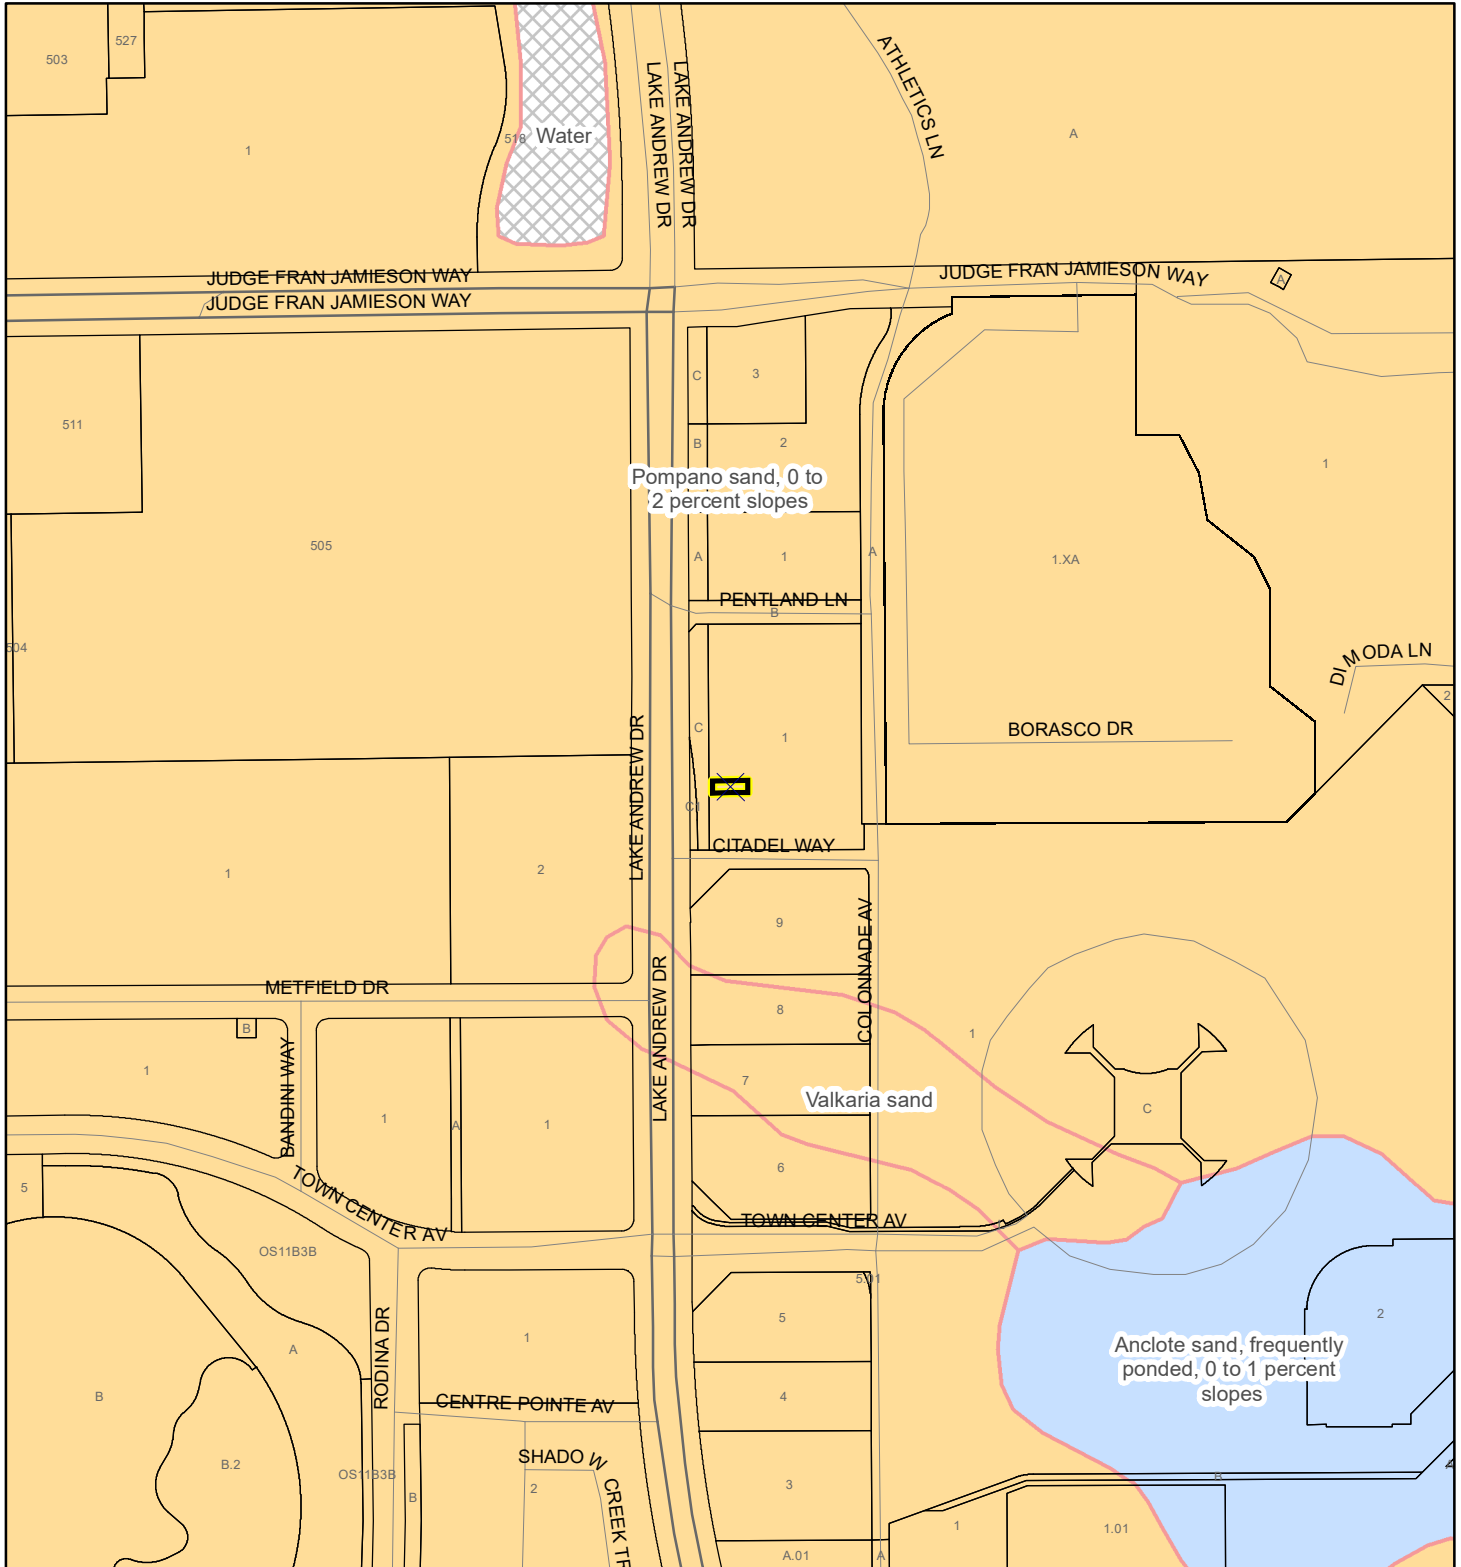 527
503
ATHLETICS LN
LAKE ANDREW DR
LAKE ANDREW DR
A
518
Water
1
JUDGE FRAN JAMIESON WAY
JUDGE FRAN JAMIESON WAY
A
JUDGE FRAN JAMIESON WAY
C
3
511
B
2
1
Pompano sand, 0 to
2 percent slopes
505
A
1
A
1.XA
PENTLAND LN
B
504
DI MODA LN
2
C
1
BORASCO DR
LAKE ANDREW DR
C1
CITADEL WAY
1
2
9
COLONNADE AV
METFIELD DR
LAKE ANDREW DR
8
B
1
BANDINI WAY
1
7
Valkaria sand
C
1
A
1
6
5
TOWN CENTER AV
TOWN CENTER AV
OS11B3B
5.01
RODINA DR
1
5
2
A
Anclote sand, frequently
ponded, 0 to 1 percent
slopes
B
CENTRE POINTE AV
4
SHADOW CREEK TR
B.2
OS11B3B
B
2
3
B
1
1.01
A.01
A